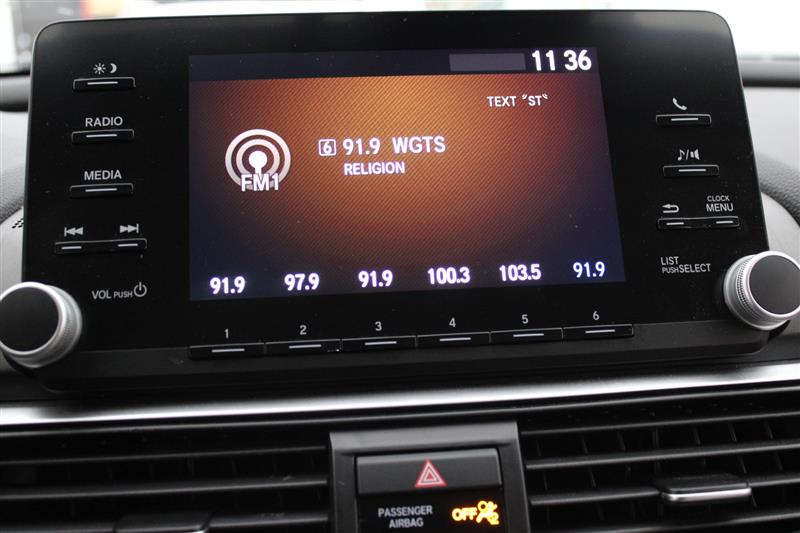 11 36
TEXT "ST"
6 91.9 WGTS
RELIGION
FM1
91.9 97.9 91.9 100.3 103.5 91.9
RADIO
MEDIA
VOL PUSH
CLOCK
MENU
LIST
PUSH SELECT
1 2 3 4 5 6
PASSENGER
AIRBAG
OFF 2